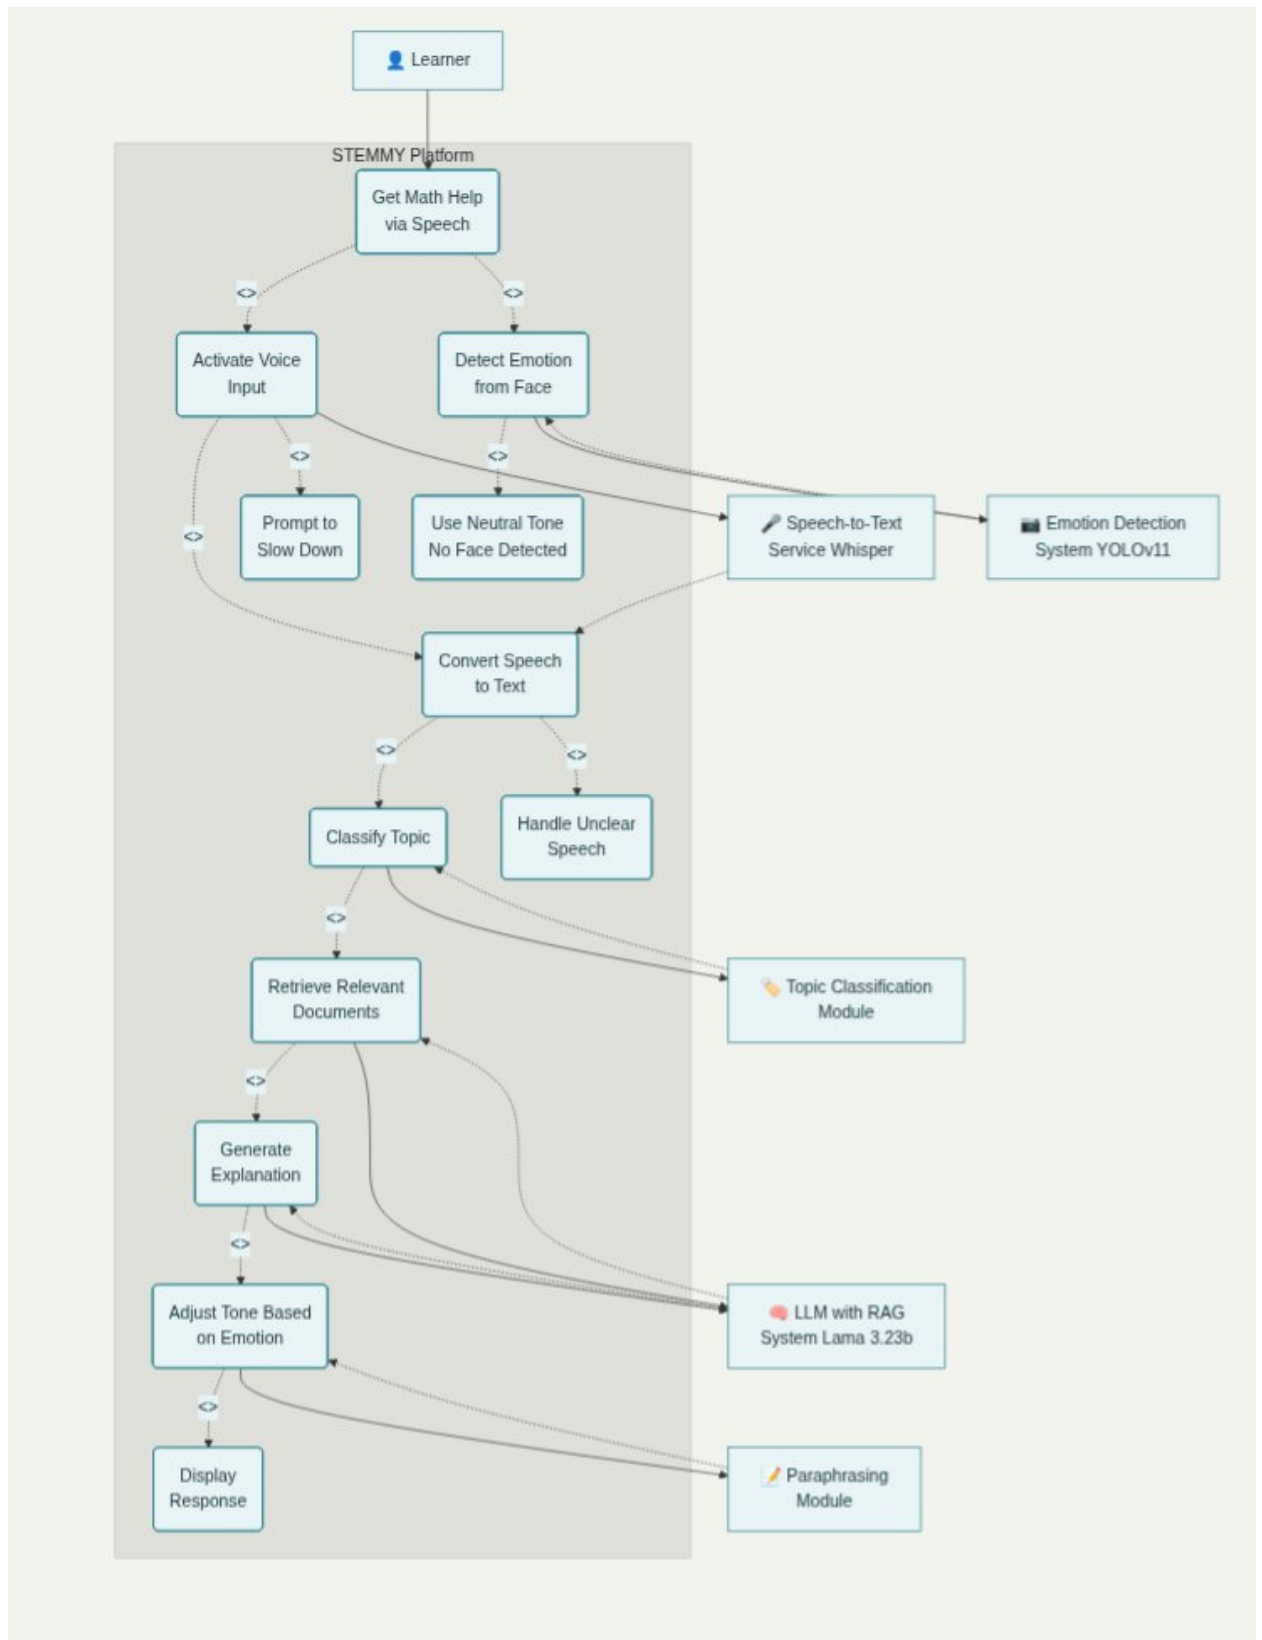 Learner
STEMMY Platform
Get Math Help
via Speech
<>
<>
Activate Voice
Input
Detect Emotion
from Face
<>
<>
<>
Prompt to
Slow Down
Use Neutral Tone
No Face Detected
Speech-to-Text
Service Whisper
Emotion Detection
System YOLOv11
Convert Speech
to Text
<>
<>
Classify Topic
Handle Unclear
Speech
<>
Retrieve Relevant
Documents
Topic Classification
Module
<>
Generate
Explanation
<>
Adjust Tone Based
on Emotion
LLM with RAG
System Lama 3.23b
<>
Display
Response
Paraphrasing
Module